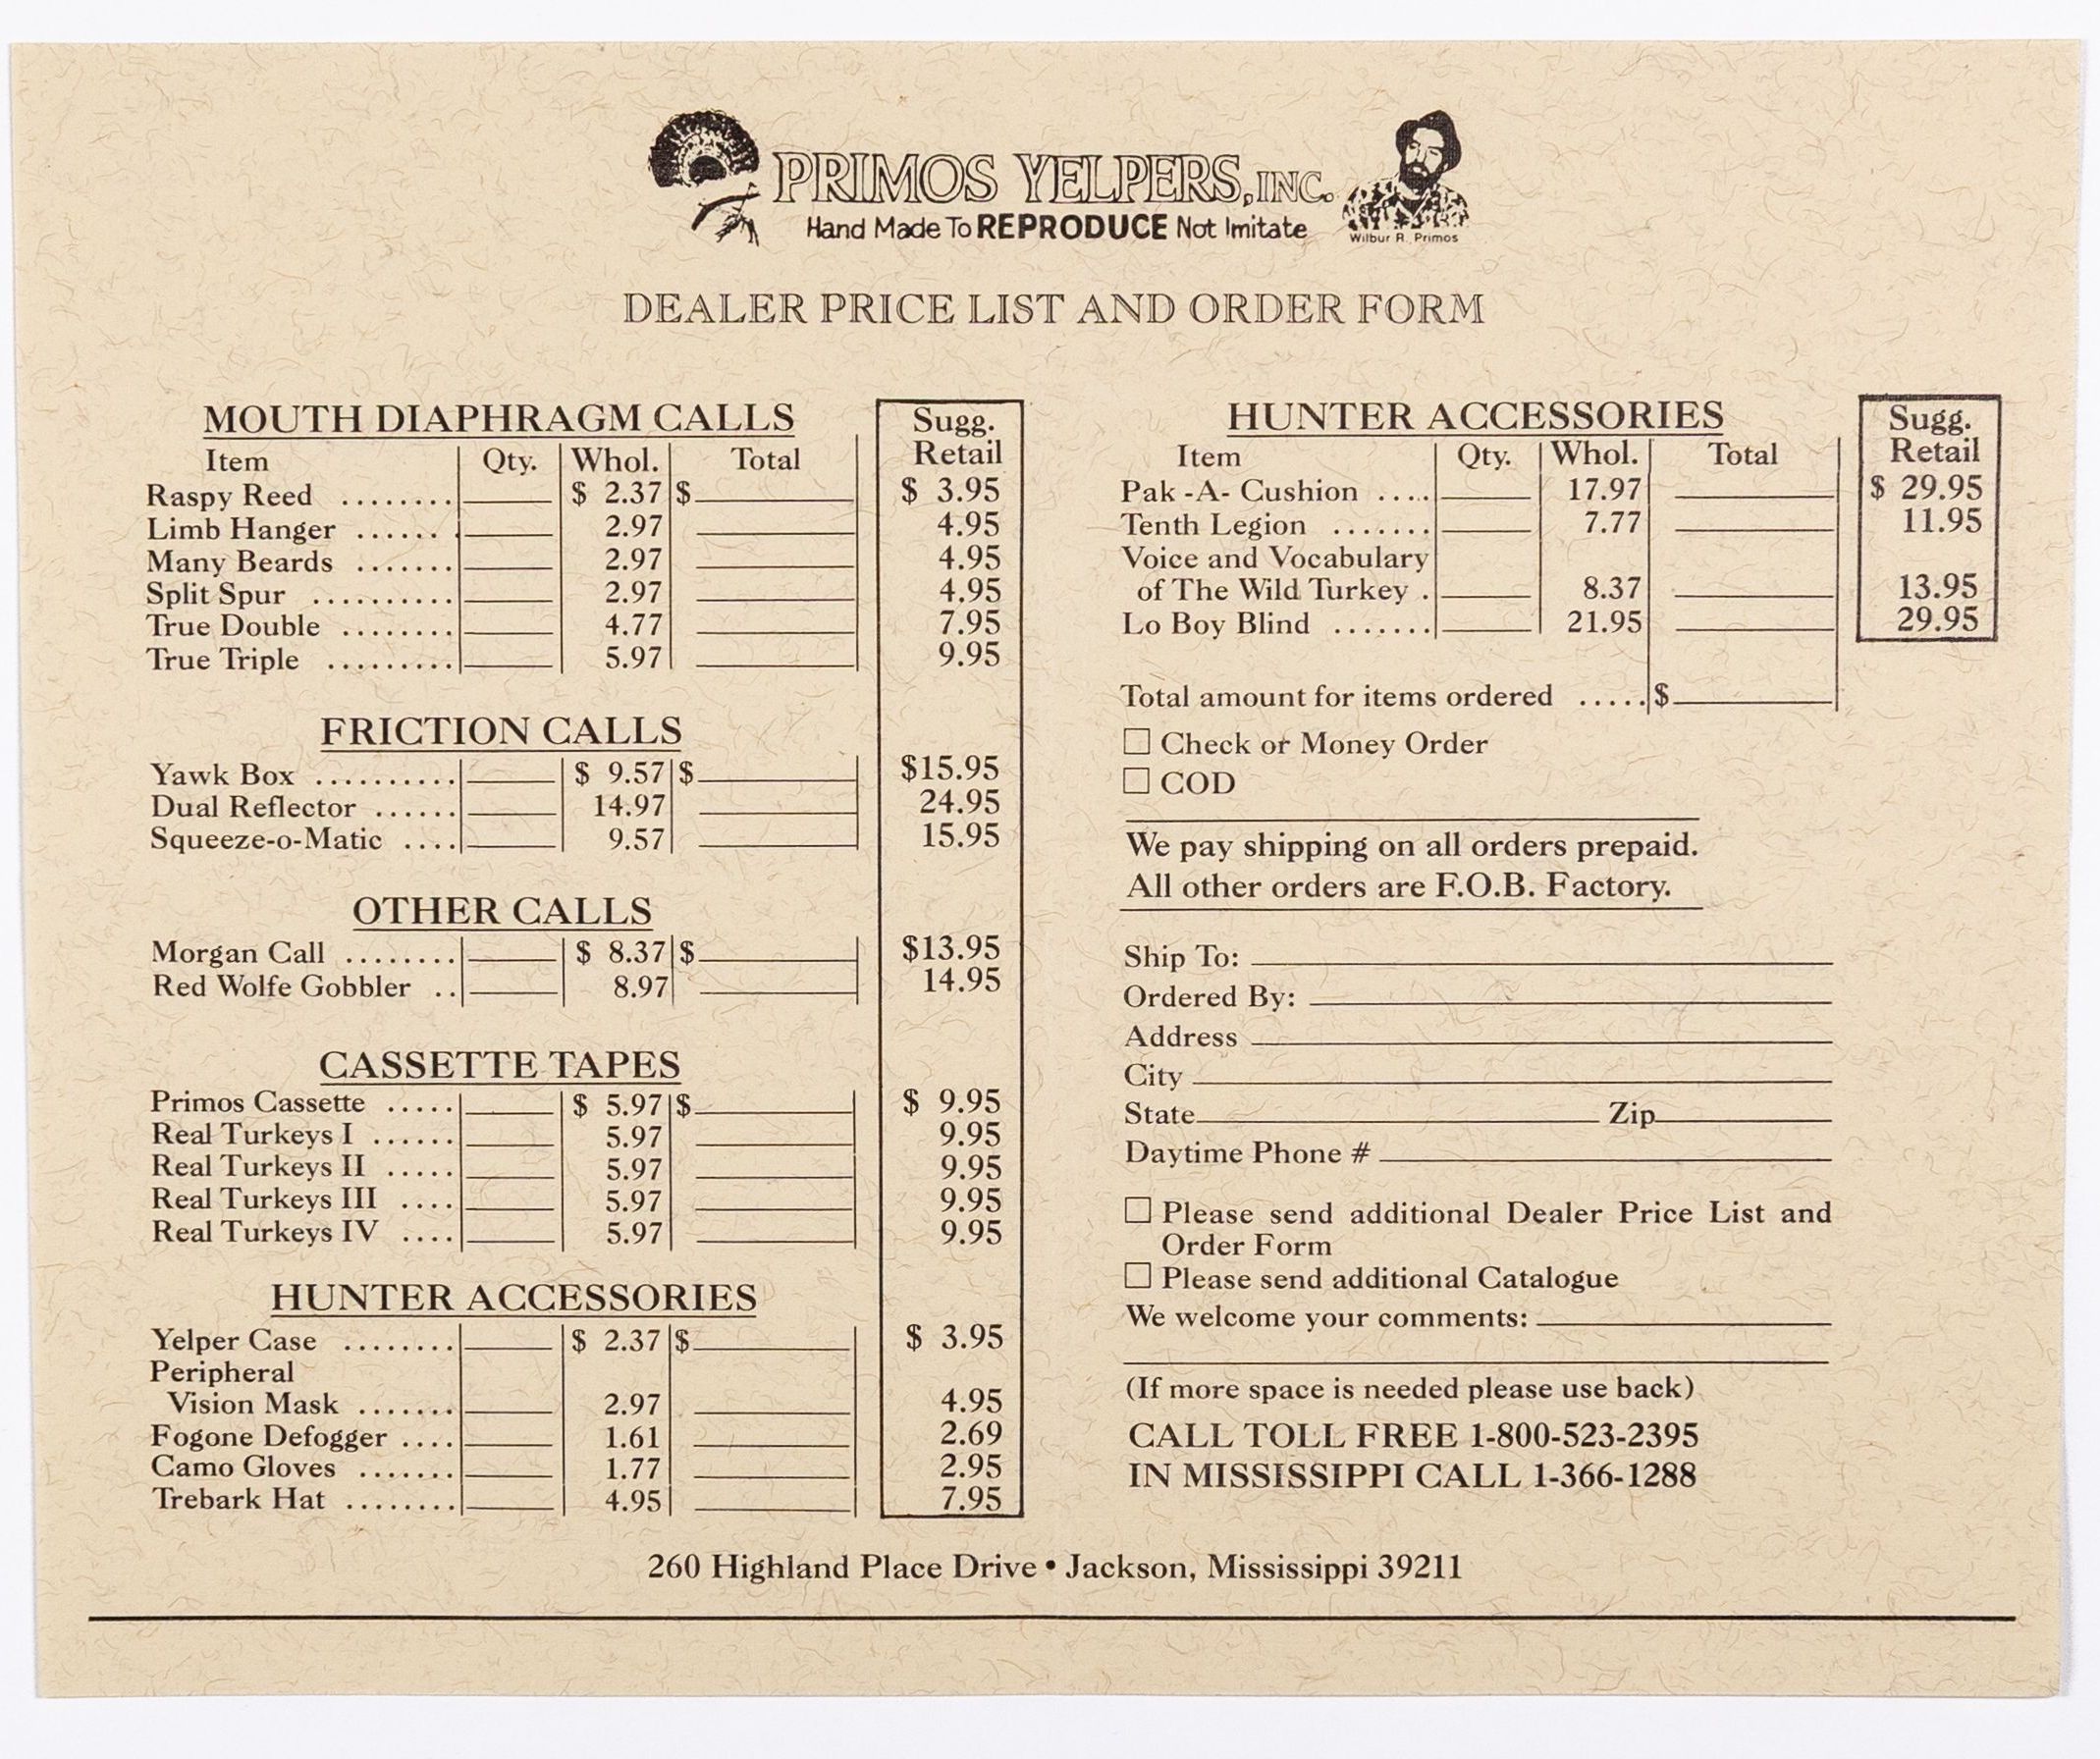 PRIMOS YELPERS, INC.
Hand Made To REPRODUCE Not Imitate
Wilbur R. Primos
DEALER PRICE LIST AND ORDER FORM
MOUTH DIAPHRAGM CALLS Sugg. Retail
Item Qty. Whol. Total
Raspy Reed ........ $ 2.37 $ $ 3.95
Limb Hanger ....... 2.97 4.95
Many Beards ....... 2.97 4.95
Split Spur .......... 2.97 4.95
True Double ........ 4.77 7.95
True Triple ......... 5.97 9.95
FRICTION CALLS
Yawk Box .......... $ 9.57 $ $15.95
Dual Reflector ...... 14.97 24.95
Squeeze-o-Matic .... 9.57 15.95
OTHER CALLS
Morgan Call ........ $ 8.37 $ $13.95
Red Wolfe Gobbler .. 8.97 14.95
CASSETTE TAPES
Primos Cassette ..... $ 5.97 $ $ 9.95
Real Turkeys I ...... 5.97 9.95
Real Turkeys II ..... 5.97 9.95
Real Turkeys III .... 5.97 9.95
Real Turkeys IV .... 5.97 9.95
HUNTER ACCESSORIES
Yelper Case ........ $ 2.37 $ $ 3.95
Peripheral
Vision Mask ....... 2.97 4.95
Fogone Defogger .... 1.61 2.69
Camo Gloves ....... 1.77 2.95
Trebark Hat ........ 4.95 7.95
HUNTER ACCESSORIES Sugg. Retail
Item Qty. Whol. Total
Pak -A- Cushion .... 17.97 $ 29.95
Tenth Legion ....... 7.77 11.95
Voice and Vocabulary
of The Wild Turkey . 8.37 13.95
Lo Boy Blind ....... 21.95 29.95
Total amount for items ordered ..... $
☐ Check or Money Order
☐ COD
We pay shipping on all orders prepaid.
All other orders are F.O.B. Factory.
Ship To:
Ordered By:
Address
City
State Zip
Daytime Phone #
☐ Please send additional Dealer Price List and
Order Form
☐ Please send additional Catalogue
We welcome your comments:
(If more space is needed please use back)
CALL TOLL FREE 1-800-523-2395
IN MISSISSIPPI CALL 1-366-1288
260 Highland Place Drive • Jackson, Mississippi 39211